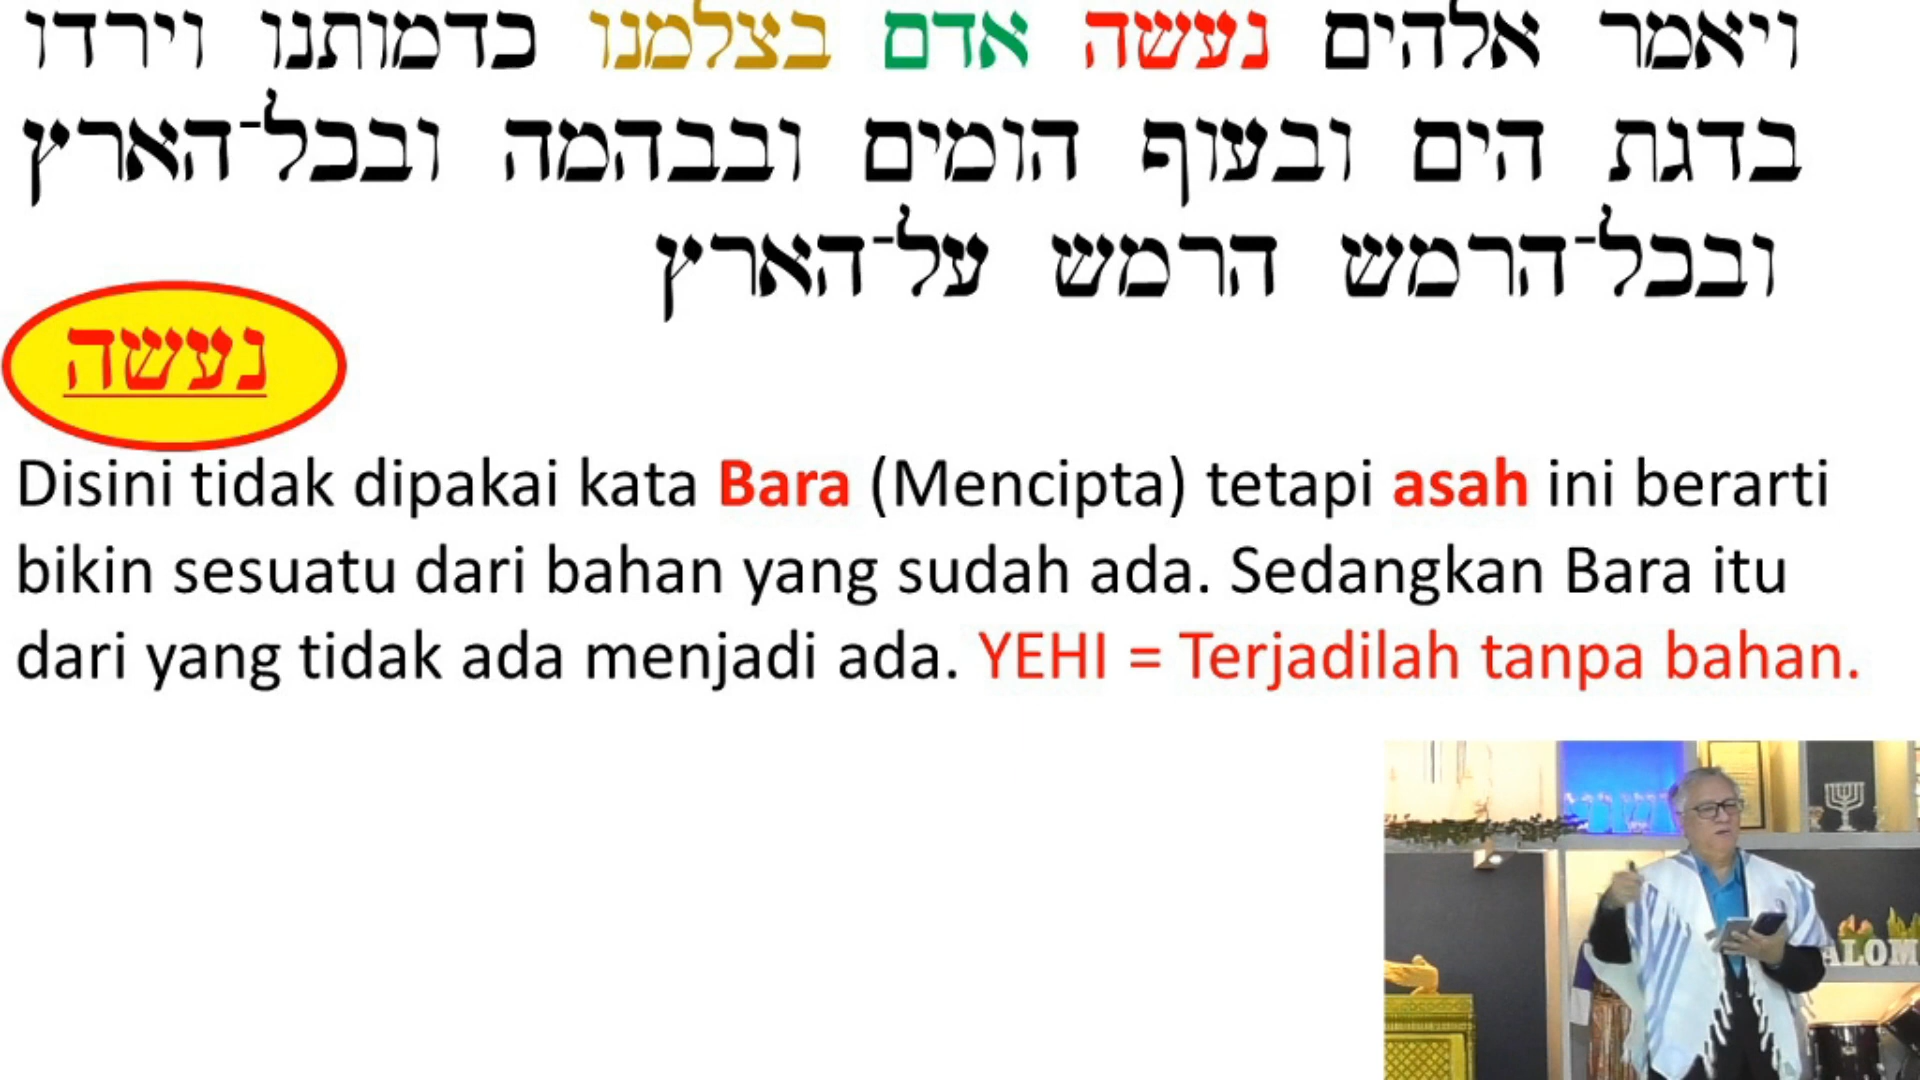 ויאמר אלהים נעשה אדם בצלמנו כדמותנו וירדו
בדגת הים ובעוף הומים ובבהמה ובכל־הארץ
ובכל־הרמש הרמש על־הארץ
נעשה
Disini tidak dipakai kata Bara (Mencipta) tetapi asah ini berarti
bikin sesuatu dari bahan yang sudah ada. Sedangkan Bara itu
dari yang tidak ada menjadi ada. YEHI = Terjadilah tanpa bahan.
ALOM